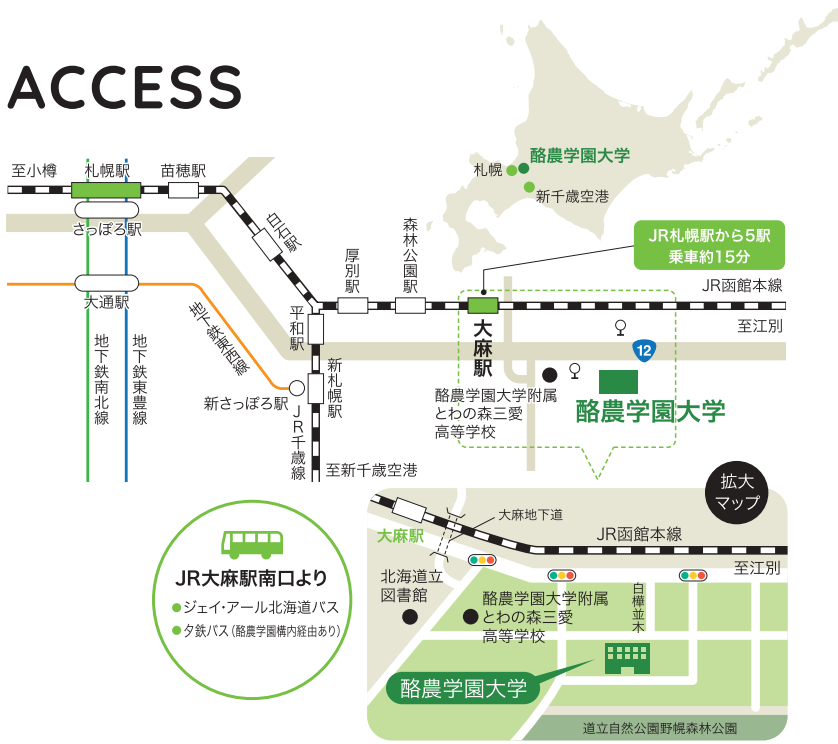 ACCESS
酪農学園大学
札幌
新千歳空港
至小樽
札幌駅
苗穂駅
さっぽろ駅
白石駅
厚別駅
森林公園駅
JR札幌駅から5駅
乗車約15分
JR函館本線
至江別
大通駅
地下鉄東西線
地下鉄南北線
地下鉄東豊線
平和駅
大麻駅
12
新札幌駅
新さっぽろ駅
JR千歳線
至新千歳空港
酪農学園大学附属
とわの森三愛
高等学校
酪農学園大学
拡大
マップ
大麻地下道
大麻駅
JR函館本線
至江別
北海道立
図書館
酪農学園大学附属
とわの森三愛
高等学校
白樺並木
酪農学園大学
道立自然公園野幌森林公園
JR大麻駅南口より
●ジェイ・アール北海道バス
●夕鉄バス(酪農学園構内経由あり)